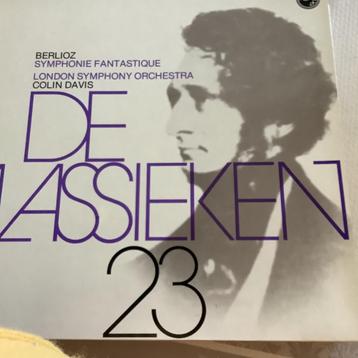 BERLIOZ
SYMPHONIE FANTASTIQUE
LONDON SYMPHONY ORCHESTRA
COLIN DAVIS
DE
LASSIEKEN
23